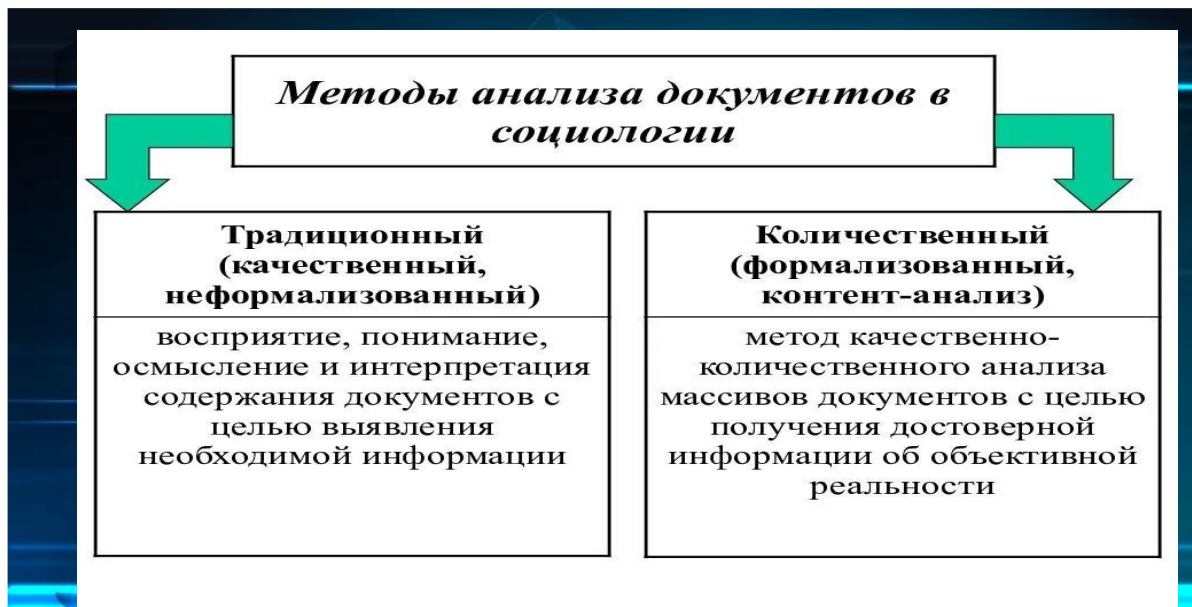 Методы анализа документов в
социологии
Традиционный
(качественный,
неформализованный)
восприятие, понимание,
осмысление и интерпретация
содержания документов с
целью выявления
необходимой информации
Количественный
(формализованный,
контент-анализ)
метод качественно-
количественного анализа
массивов документов с целью
получения достоверной
информации об объективной
реальности